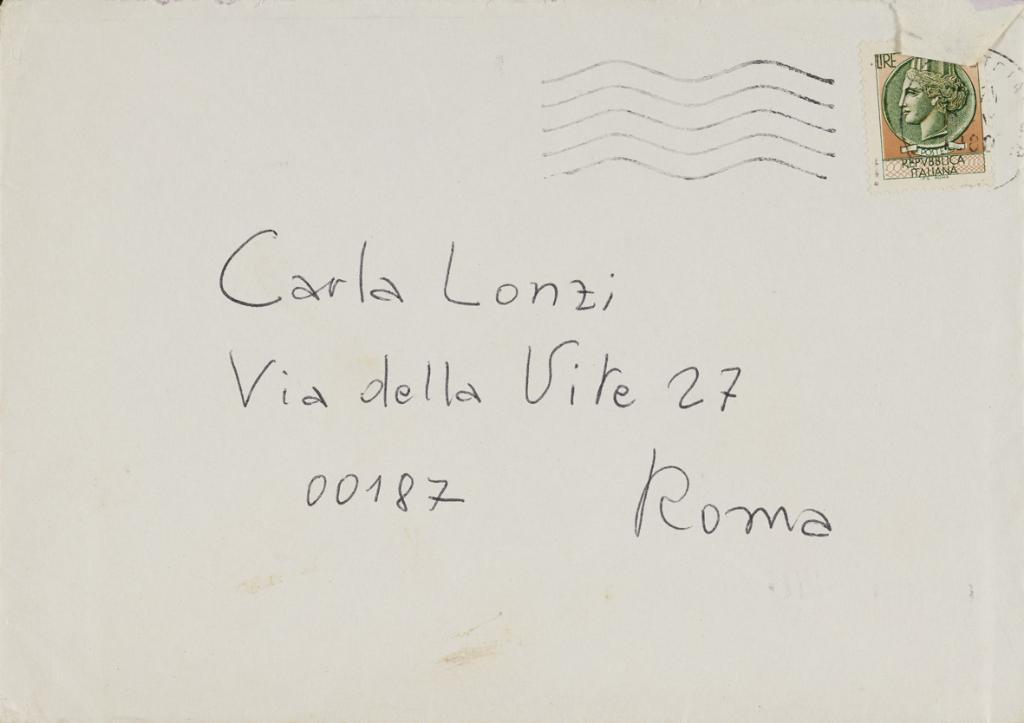 LIRE
REPVBBLICA
ITALIANA
Carla Lonzi
Via della Vite 27
00187 Roma